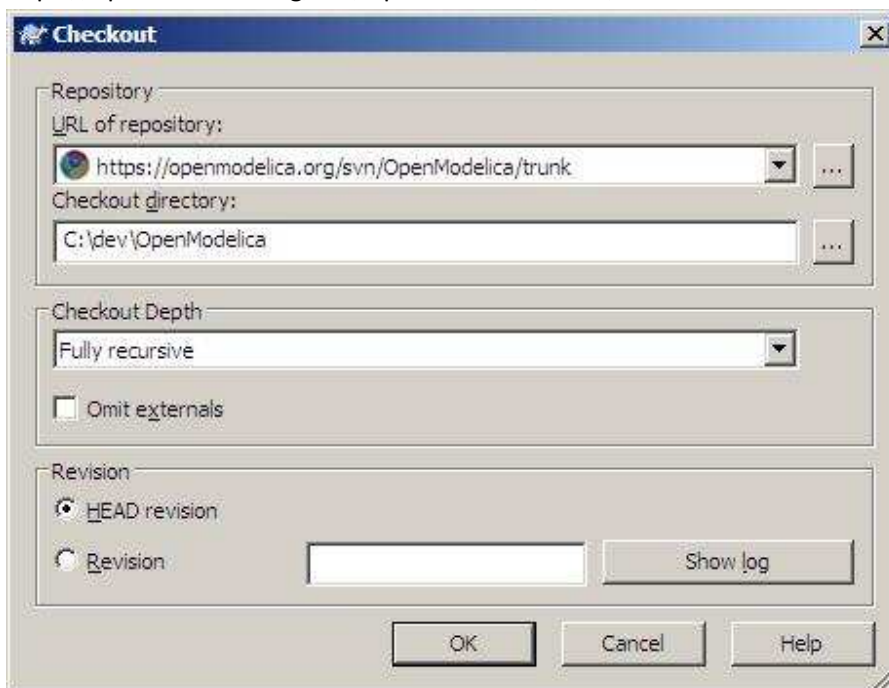 Checkout
Repository
URL of repository:
https://openmodelica.org/svn/OpenModelica/trunk
...
Checkout directory:
C:\dev\OpenModelica
...
Checkout Depth
Fully recursive
Omit externals
Revision
HEAD revision
Revision
Show log
OK Cancel Help